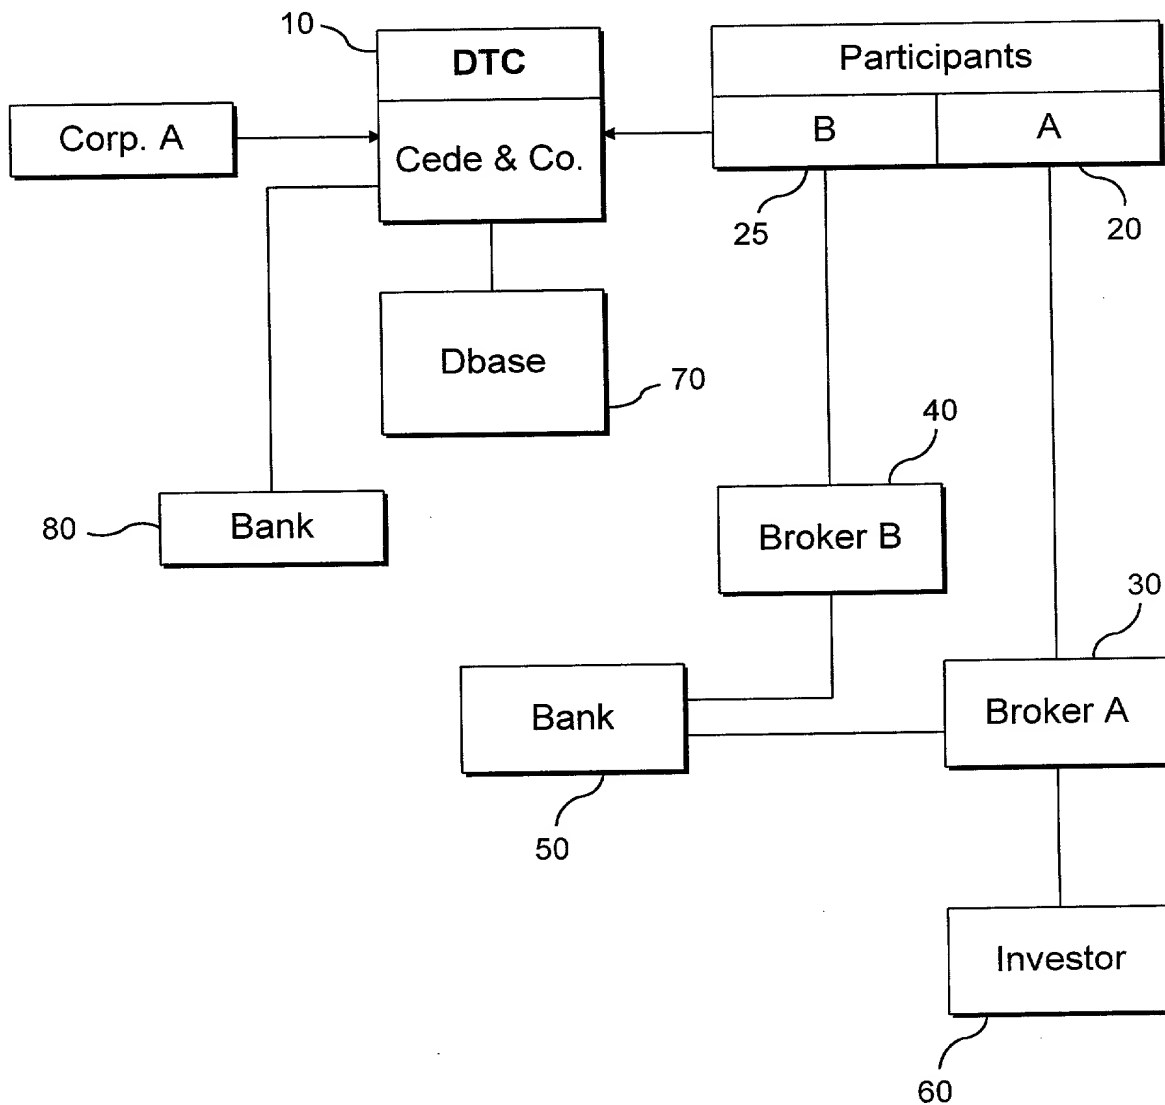 10
DTC
Participants
Corp. A
Cede & Co.
B
A
25
20
Dbase
70
40
80
Bank
Broker B
30
Bank
Broker A
50
Investor
60